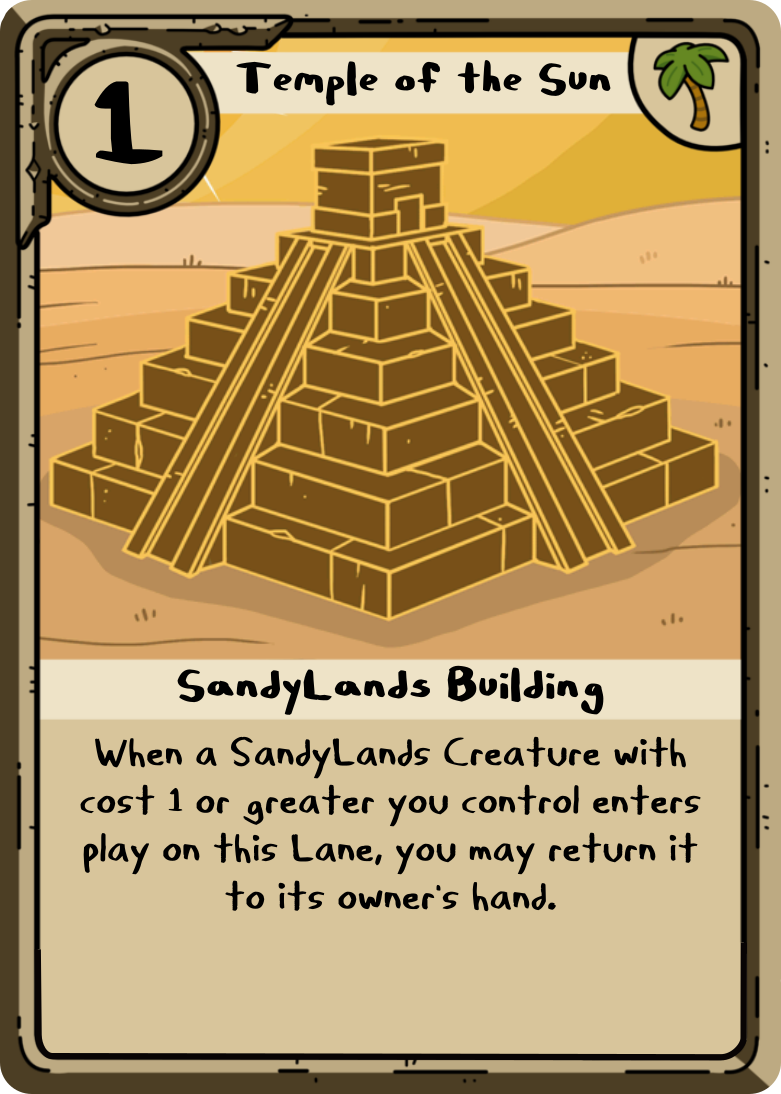 1
Temple of the Sun
SandyLands Building
When a SandyLands Creature with
cost 1 or greater you control enters
play on this Lane, you may return it
to its owner's hand.